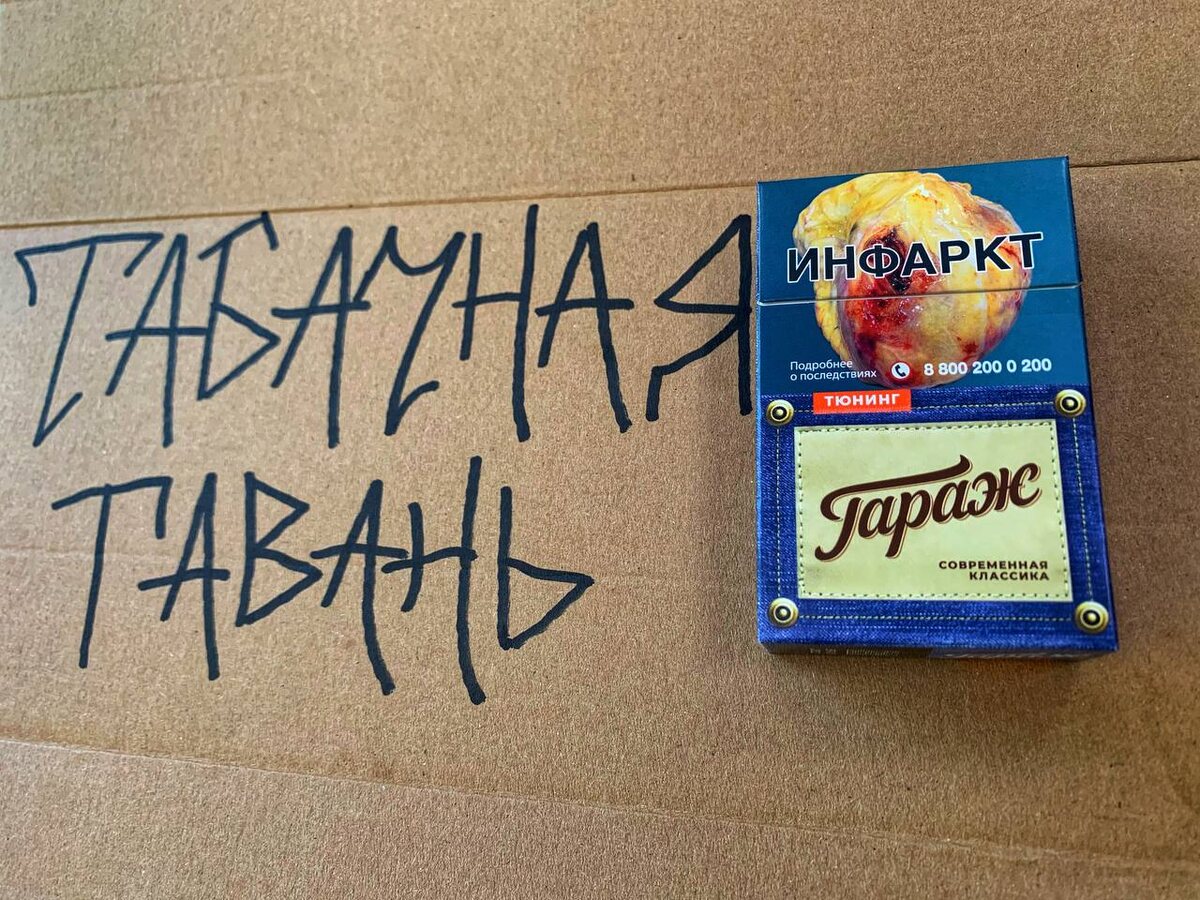 ТАБАЧНАЯ
ГАВАНЬ
ИНФАРКТ
Подробнее
о последствиях
8 800 200 0 200
ТЮНИНГ
Гараж
СОВРЕМЕННАЯ
КЛАССИКА